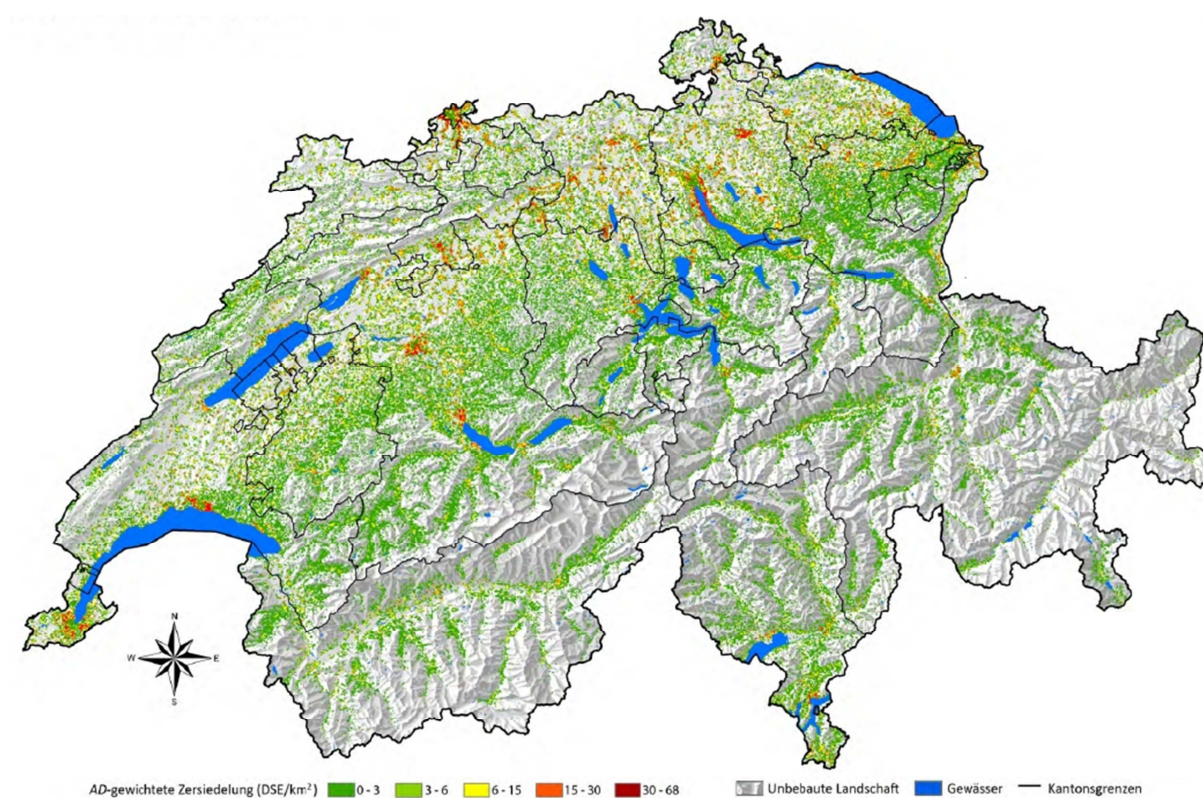 N
W E
S
AD-gewichtete Zersiedelung (DSE/km²) 0 - 3 3 - 6 6 - 15 15 - 30 30 - 68 Unbebaute Landschaft Gewässer Kantonsgrenzen